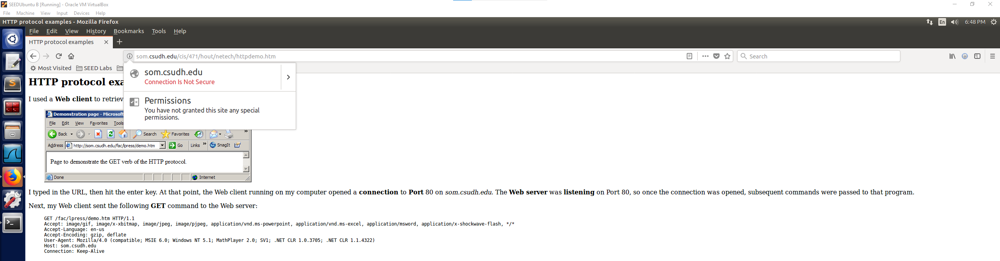 SEEDUbuntu B [Running] - Oracle VM VirtualBox
File Machine View Input Devices Help
HTTP protocol examples - Mozilla Firefox
En 6:48 PM
File Edit View History Bookmarks Tools Help
HTTP protocol examples
som.csudh.edu/cis/471/hout/netech/httpdemo.htm
Search
Most Visited SEED Labs
som.csudh.edu
Connection Is Not Secure
Permissions
You have not granted this site any special
permissions.
HTTP protocol exa
I used a Web client to retriev
Demonstration page - Microsoft
File Edit View Favorites Tools
Back Search Favorites
Address http://som.csudh.edu/fac/lpress/demo.htm Go Links » SnagIt
Page to demonstrate the GET verb of the HTTP protocol.
Done Internet
I typed in the URL, then hit the enter key. At that point, the Web client running on my computer opened a connection to Port 80 on som.csudh.edu. The Web server was listening on Port 80, so once the connection was opened, subsequent commands were passed to that program.
Next, my Web client sent the following GET command to the Web server:
GET /fac/lpress/demo.htm HTTP/1.1
Accept: image/gif, image/x-xbitmap, image/jpeg, image/pjpeg, application/vnd.ms-powerpoint, application/vnd.ms-excel, application/msword, application/x-shockwave-flash, */*
Accept-Language: en-us
Accept-Encoding: gzip, deflate
User-Agent: Mozilla/4.0 (compatible; MSIE 6.0; Windows NT 5.1; MathPlayer 2.0; SV1; .NET CLR 1.0.3705; .NET CLR 1.1.4322)
Host: som.csudh.edu
Connection: Keep-Alive